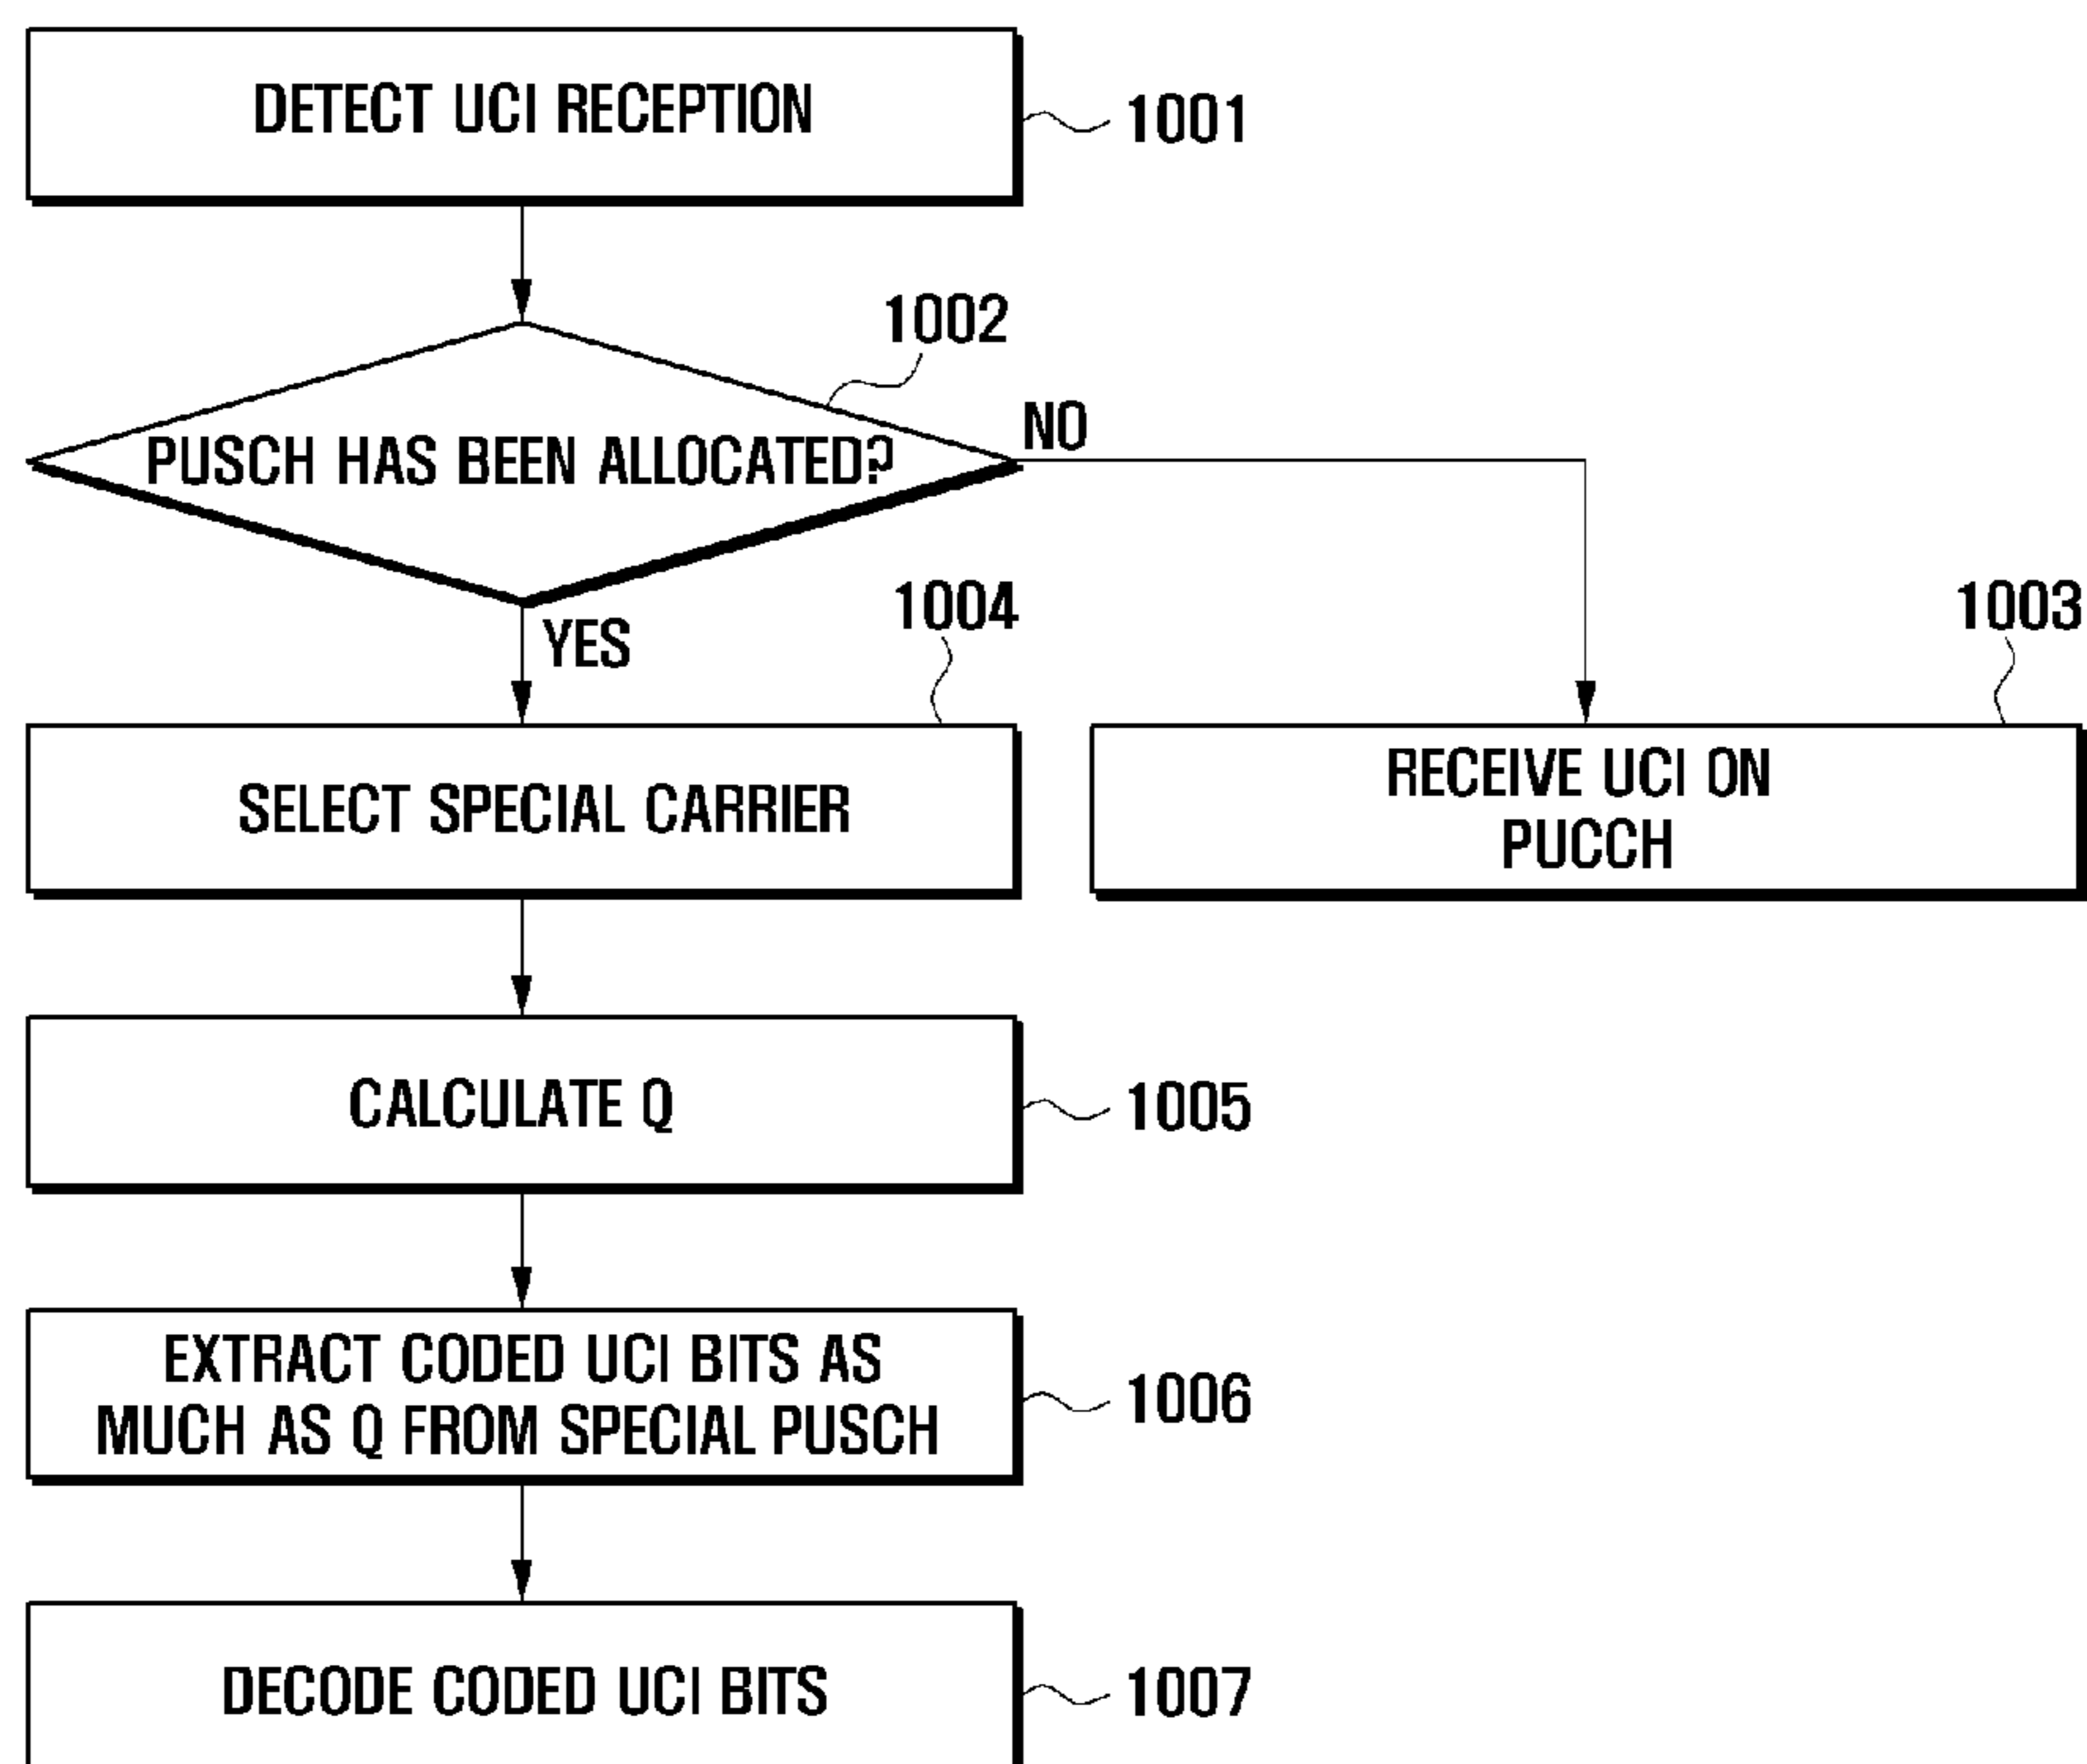 DETECT UCI RECEPTION
1001
1002
PUSCH HAS BEEN ALLOCATED?
NO
YES
1004
1003
SELECT SPECIAL CARRIER
RECEIVE UCI ON
PUCCH
CALCULATE Q
1005
EXTRACT CODED UCI BITS AS
MUCH AS Q FROM SPECIAL PUSCH
1006
DECODE CODED UCI BITS
1007